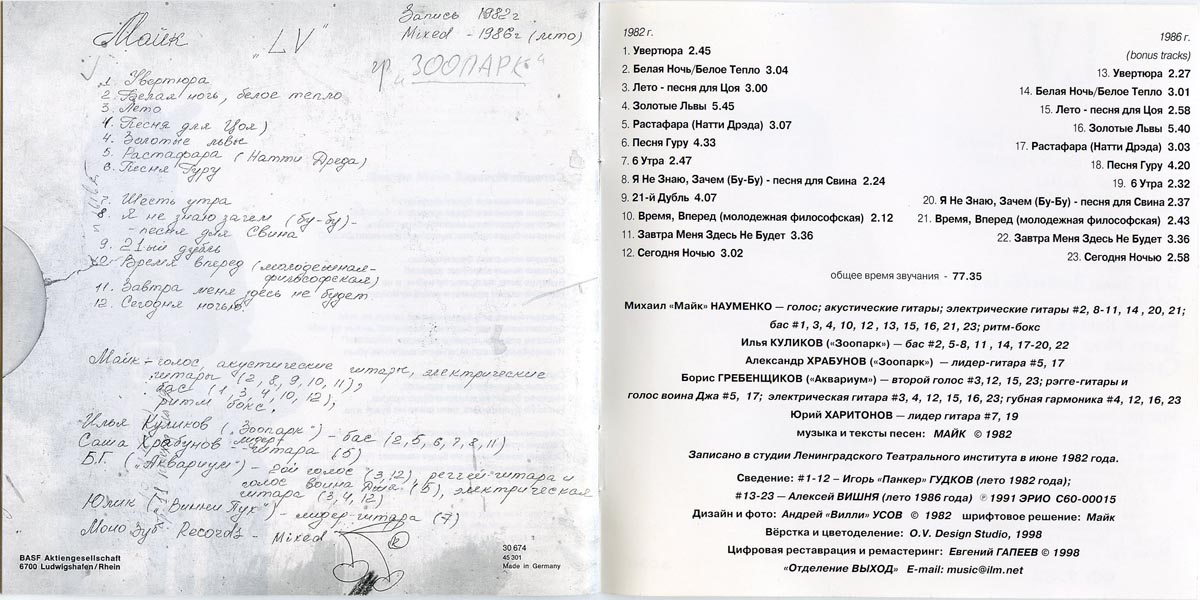 Майк "LV"
Запись 1982г
Mixed - 1986г (лето)
гр. "ЗООПАРК"
1. Увертюра
2. Белая ночь, белое тепло
3. Лето
4. Песня для Цоя)
4. Золотые львы
5. Растафара (Натти Дреда)
6. Песня Гуру
7. Шесть утра
8. Я не знаю зачем (бу-бу) -
- песня для Свина
9. 21ый дубль
10. Время вперед (молодежная-
философская)
11. Завтра меня здесь не будет
12. Сегодня ночью.
Майк - голос, акустические гитары, электрические
гитары (2, 8, 9, 10, 11),
бас (1, 3, 4, 10, 12),
ритм бокс.
Илья Куликов ("Зоопарк") - бас (2, 5, 6, 7, 8, 11)
Саша Храбунов - лидер гитара (5)
Б.Г. ("Аквариум") - 2ой голос (3, 12), реггей гитара и
голос воина Джа (5), электрическая
гитара (3, 4, 12)
Юлик ("Винни Пух") - лидер-гитара (7)
Моно Зуб Records - Mixed
BASF Aktiengesellschaft
6700 Ludwigshafen/Rhein
30 674
45 301
Made in Germany
1982 г.
1. Увертюра 2.45
2. Белая Ночь/Белое Тепло 3.04
3. Лето - песня для Цоя 3.00
4. Золотые Львы 5.45
5. Растафара (Натти Дрэда) 3.07
6. Песня Гуру 4.33
7. 6 Утра 2.47
8. Я Не Знаю, Зачем (Бу-Бу) - песня для Свина 2.24
9. 21-й Дубль 4.07
10. Время, Вперед (молодежная философская) 2.12
11. Завтра Меня Здесь Не Будет 3.36
12. Сегодня Ночью 3.02
1986 г.
(bonus tracks)
13. Увертюра 2.27
14. Белая Ночь/Белое Тепло 3.01
15. Лето - песня для Цоя 2.58
16. Золотые Львы 5.40
17. Растафара (Натти Дрэда) 3.03
18. Песня Гуру 4.20
19. 6 Утра 2.32
20. Я Не Знаю, Зачем (Бу-Бу) - песня для Свина 2.37
21. Время, Вперед (молодежная философская) 2.43
22. Завтра Меня Здесь Не Будет 3.36
23. Сегодня Ночью 2.58
общее время звучания - 77.35
Михаил «Майк» НАУМЕНКО — голос; акустические гитары; электрические гитары #2, 8-11, 14 , 20, 21;
бас #1, 3, 4, 10, 12 , 13, 15, 16, 21, 23; ритм-бокс
Илья КУЛИКОВ («Зоопарк») — бас #2, 5-8, 11 , 14, 17-20, 22
Александр ХРАБУНОВ («Зоопарк») — лидер-гитара #5, 17
Борис ГРЕБЕНЩИКОВ («Аквариум») — второй голос #3,12, 15, 23; рэгге-гитары и
голос воина Джа #5, 17; электрическая гитара #3, 4, 12, 15, 16, 23; губная гармоника #4, 12, 16, 23
Юрий ХАРИТОНОВ — лидер гитара #7, 19
музыка и тексты песен: МАЙК © 1982
Записано в студии Ленинградского Театрального института в июне 1982 года.
Сведение: #1-12 – Игорь «Панкер» ГУДКОВ (лето 1982 года);
#13-23 – Алексей ВИШНЯ (лето 1986 года) ℗ 1991 ЭРИО С60-00015
Дизайн и фото: Андрей «Вилли» УСОВ © 1982 шрифтовое решение: Майк
Вёрстка и цветоделение: O.V. Design Studio, 1998
Цифровая реставрация и ремастеринг: Евгений ГАПЕЕВ © 1998
«Отделение ВЫХОД» E-mail: music@ilm.net